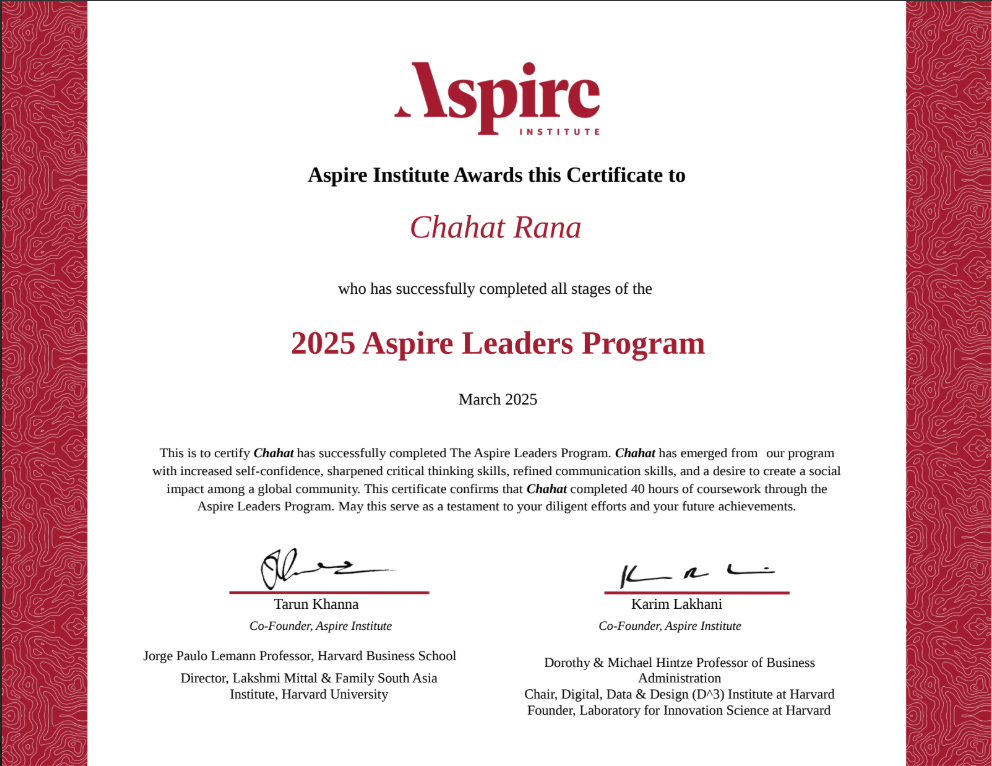 Aspire
INSTITUTE
Aspire Institute Awards this Certificate to
Chahat Rana
who has successfully completed all stages of the
2025 Aspire Leaders Program
March 2025
This is to certify Chahat has successfully completed The Aspire Leaders Program. Chahat has emerged from our program
with increased self-confidence, sharpened critical thinking skills, refined communication skills, and a desire to create a social
impact among a global community. This certificate confirms that Chahat completed 40 hours of coursework through the
Aspire Leaders Program. May this serve as a testament to your diligent efforts and your future achievements.
Tarun Khanna
Co-Founder, Aspire Institute
Jorge Paulo Lemann Professor, Harvard Business School
Director, Lakshmi Mittal & Family South Asia
Institute, Harvard University
Karim Lakhani
Co-Founder, Aspire Institute
Dorothy & Michael Hintze Professor of Business
Administration
Chair, Digital, Data & Design (D^3) Institute at Harvard
Founder, Laboratory for Innovation Science at Harvard